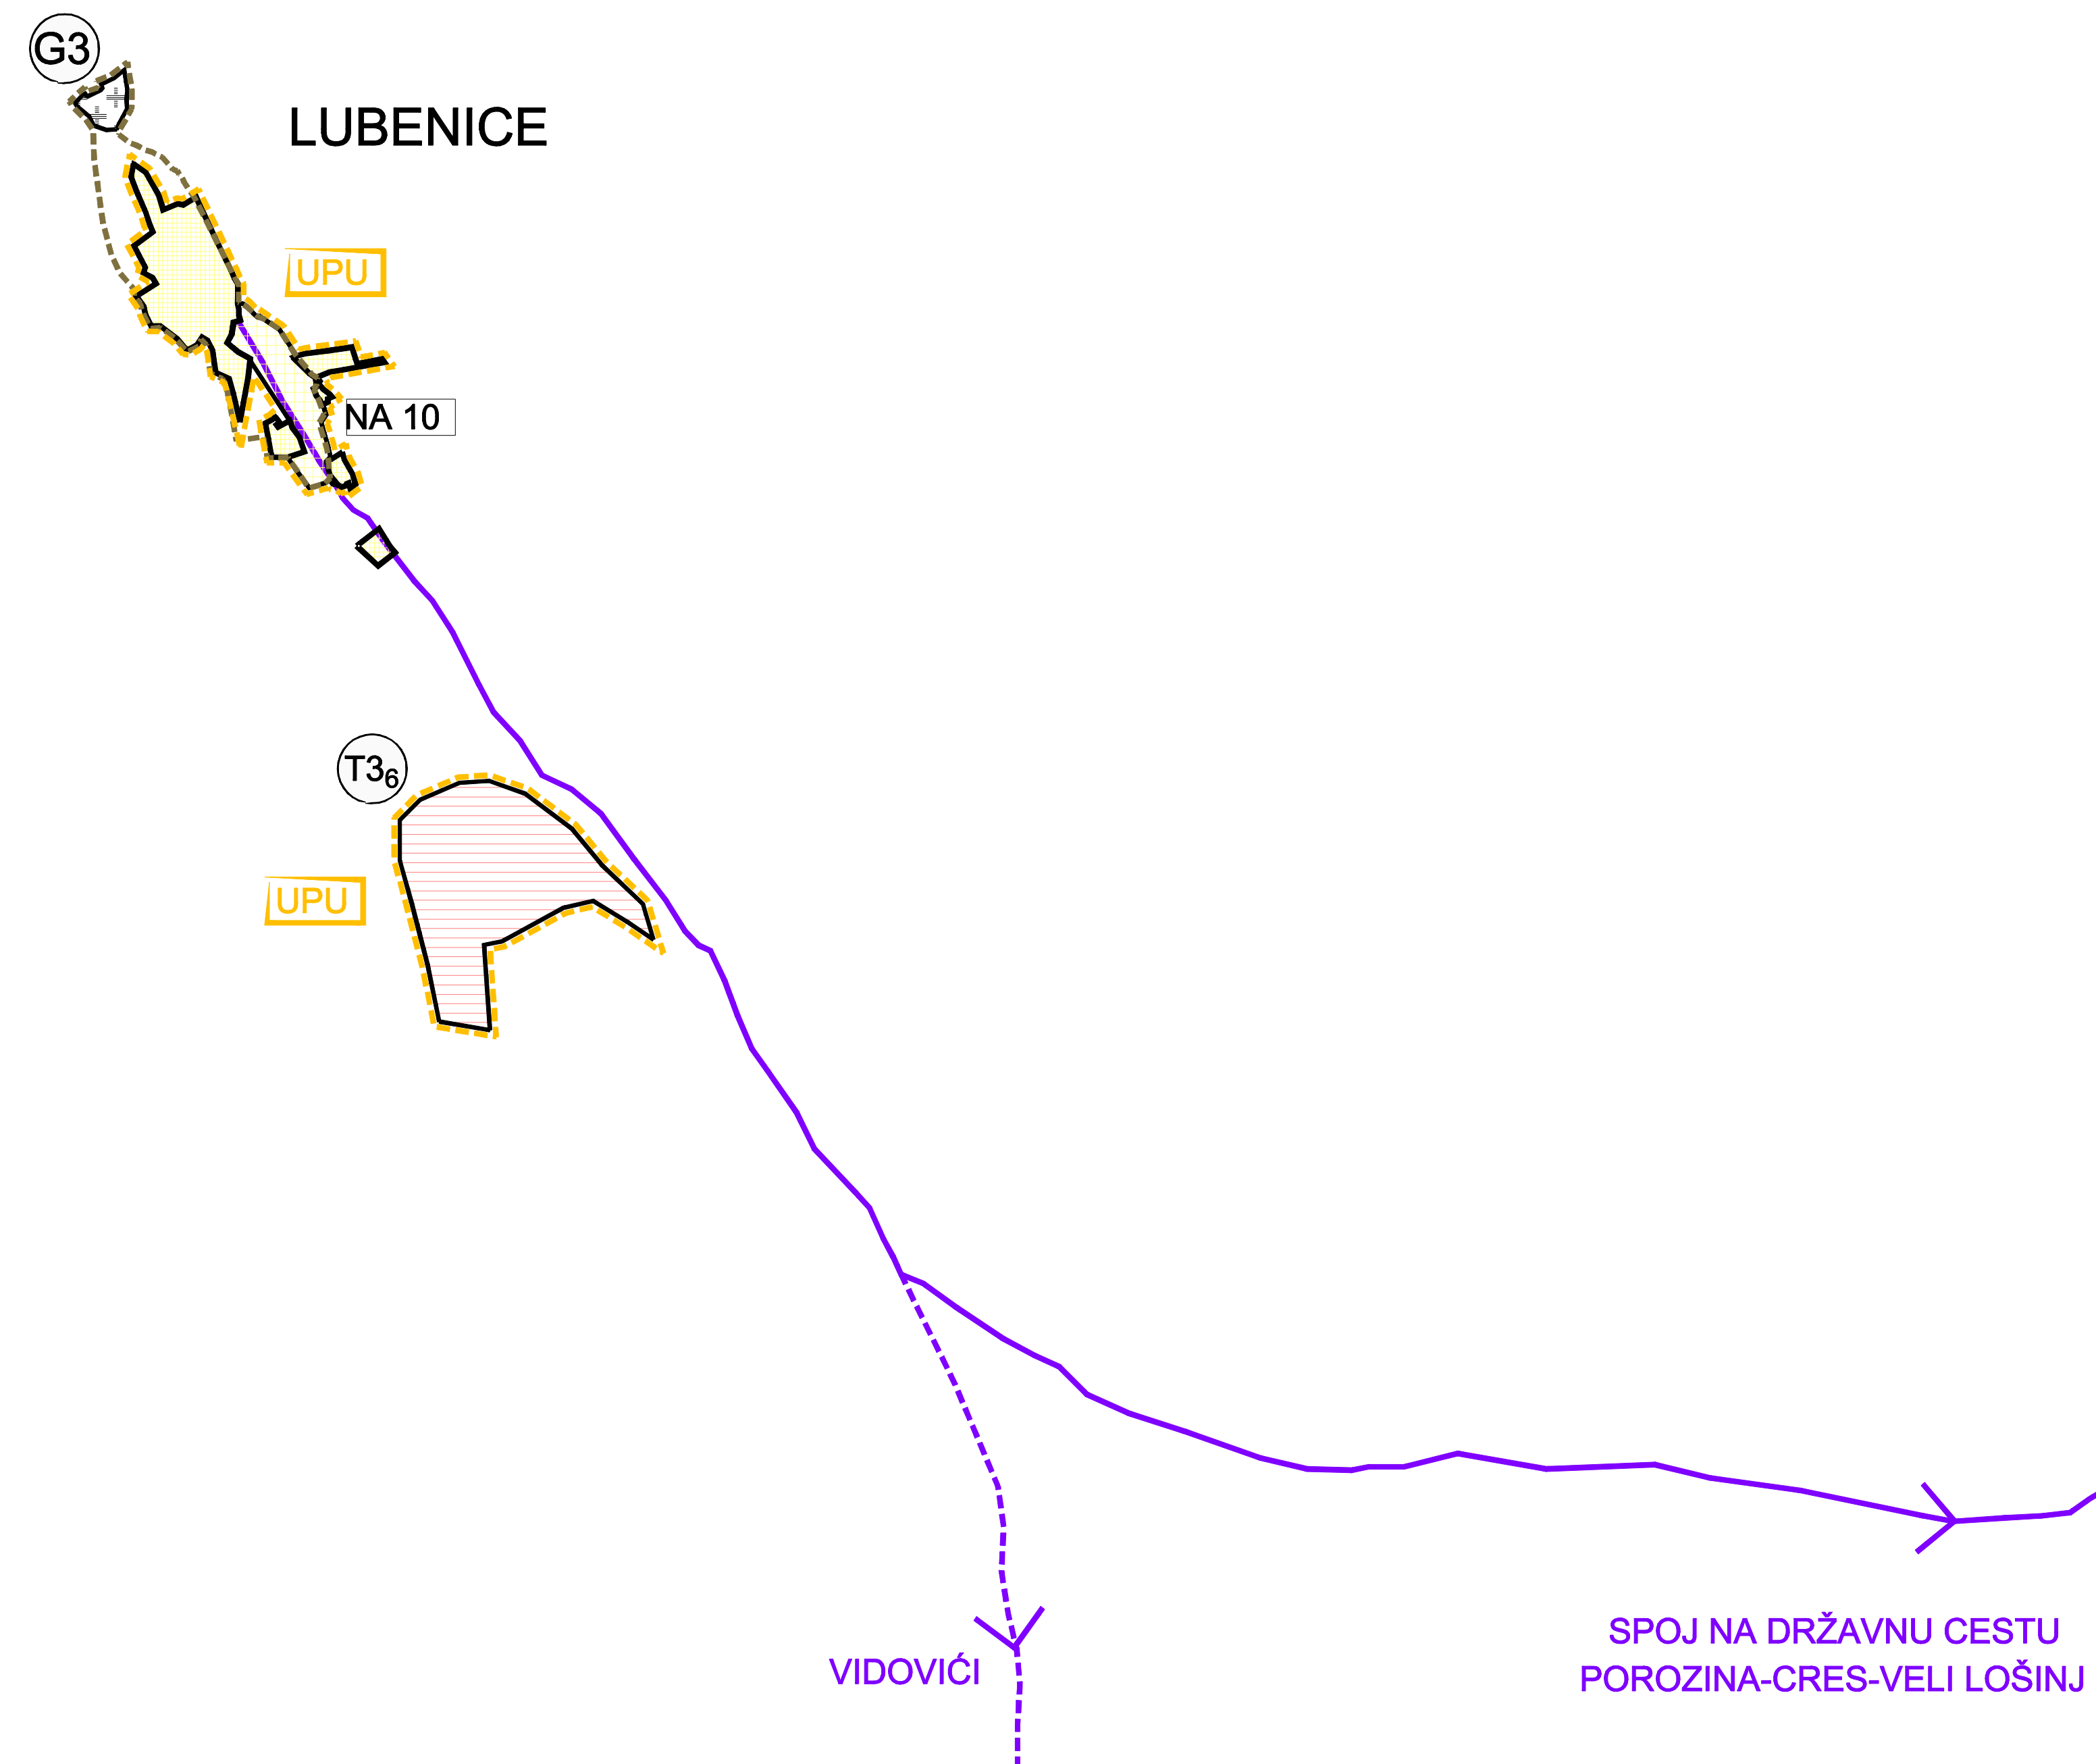 G3
LUBENICE
UPU
NA 10
T3₆
UPU
SPOJ NA DRŽAVNU CESTU
POROZINA-CRES-VELI LOŠINJ
VIDOVIĆI